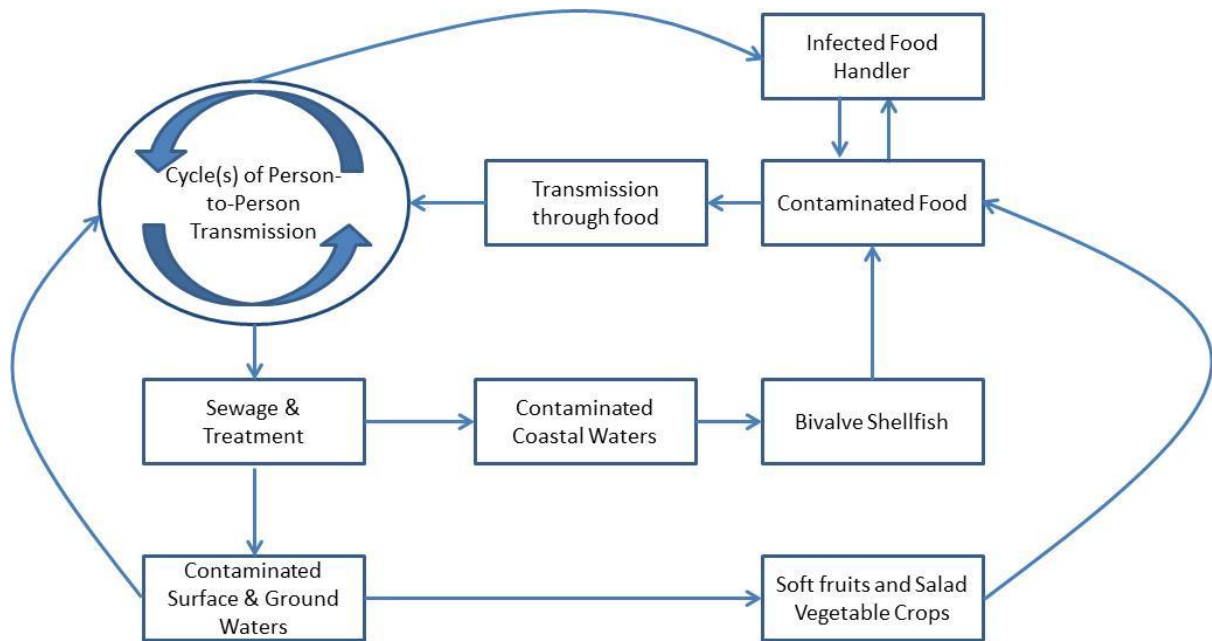 Infected Food
Handler
Cycle(s) of Person-
to-Person
Transmission
Transmission
through food
Contaminated Food
Sewage &
Treatment
Contaminated
Coastal Waters
Bivalve Shellfish
Contaminated
Surface & Ground
Waters
Soft fruits and Salad
Vegetable Crops